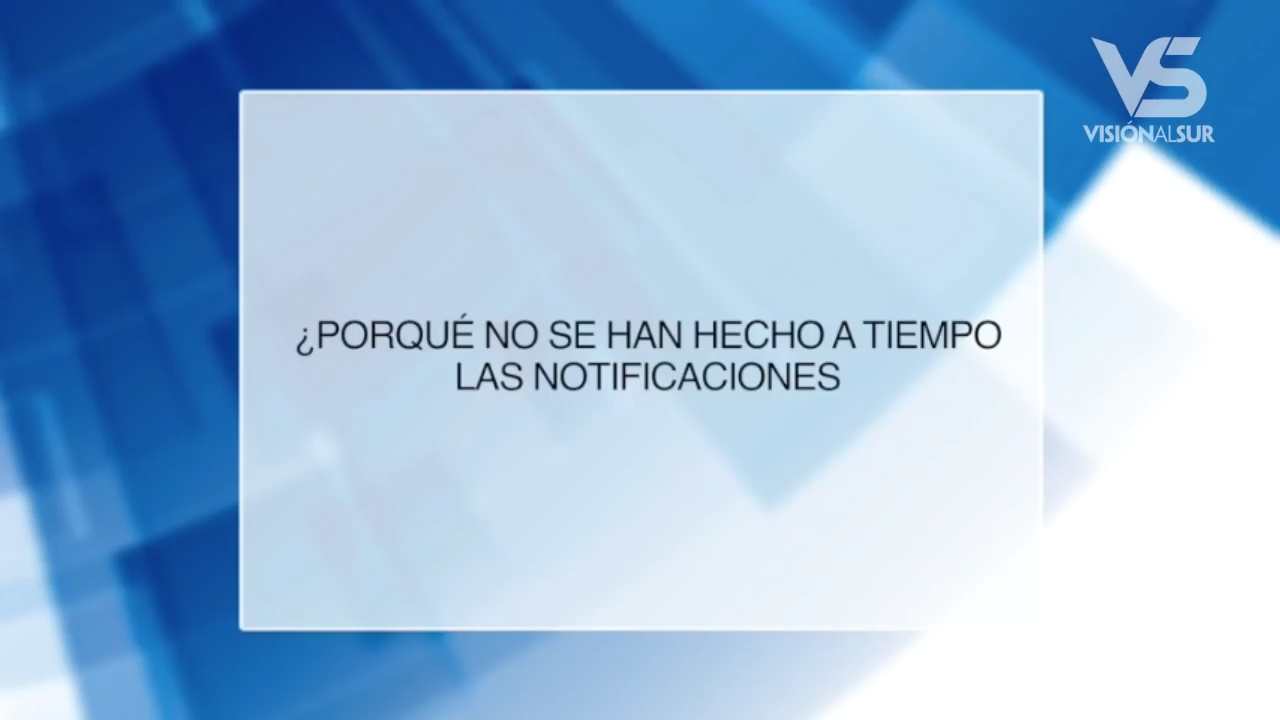 VS
VISIÓNALSUR
¿PORQUÉ NO SE HAN HECHO A TIEMPO
LAS NOTIFICACIONES